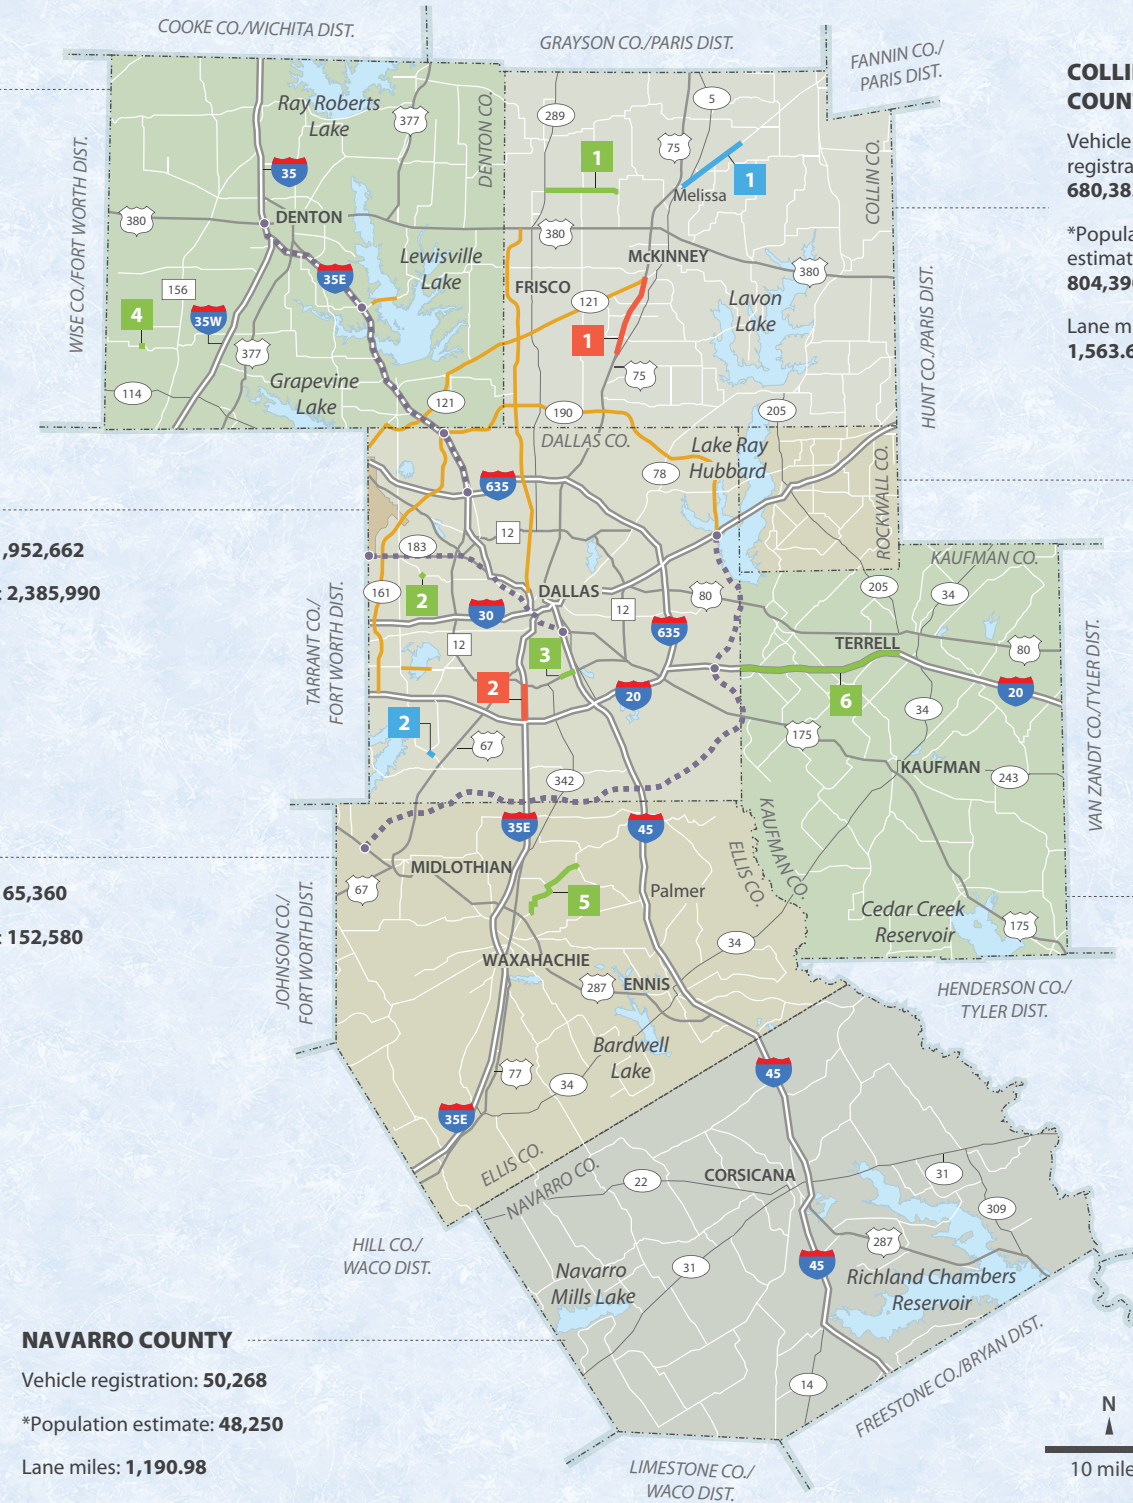 COOKE CO./WICHITA DIST.
GRAYSON CO./PARIS DIST.
FANNIN CO./
PARIS DIST.
WISE CO./FORT WORTH DIST.
DENTON CO.
COLLIN CO.
HUNT CO./PARIS DIST.
Ray Roberts
Lake
377
289
5
75
1
1
Melissa
35
380
DENTON
380
McKINNEY
380
Lewisville
Lake
35E
FRISCO
121
Lavon
Lake
156
4
35W
1
377
75
Grapevine
Lake
114
121
190
205
DALLAS CO.
Lake Ray
Hubbard
78
ROCKWALL CO.
635
12
183
KAUFMAN CO.
TARRANT CO./
FORT WORTH DIST.
161
2
DALLAS
30
12
80
205
34
635
12
3
TERRELL
80
2
20
6
20
34
VAN ZANDT CO./TYLER DIST.
2
67
175
342
KAUFMAN
243
35E
45
KAUFMAN CO.
ELLIS CO.
MIDLOTHIAN
67
5
Palmer
JOHNSON CO./
FORT WORTH DIST.
Cedar Creek
Reservoir
175
34
WAXAHACHIE
287
ENNIS
HENDERSON CO./
TYLER DIST.
Bardwell
Lake
77
34
45
35E
ELLIS CO.
NAVARRO CO.
22
CORSICANA
31
309
HILL CO./
WACO DIST.
287
31
45
Navarro
Mills Lake
Richland Chambers
Reservoir
14
FREESTONE CO./BRYAN DIST.
LIMESTONE CO./
WACO DIST.
COLLI
COUN
Vehicle
registra
680,38
*Popula
estimat
804,390
Lane m
1,563.6
,952,662
: 2,385,990
65,360
: 152,580
NAVARRO COUNTY
Vehicle registration: 50,268
*Population estimate: 48,250
Lane miles: 1,190.98
N
10 mile